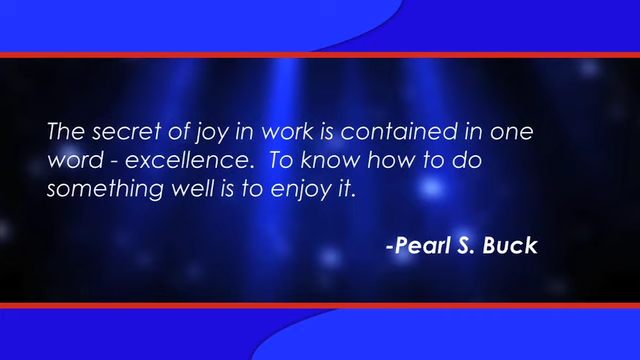 The secret of joy in work is contained in one
word - excellence.  To know how to do
something well is to enjoy it.
-Pearl S. Buck